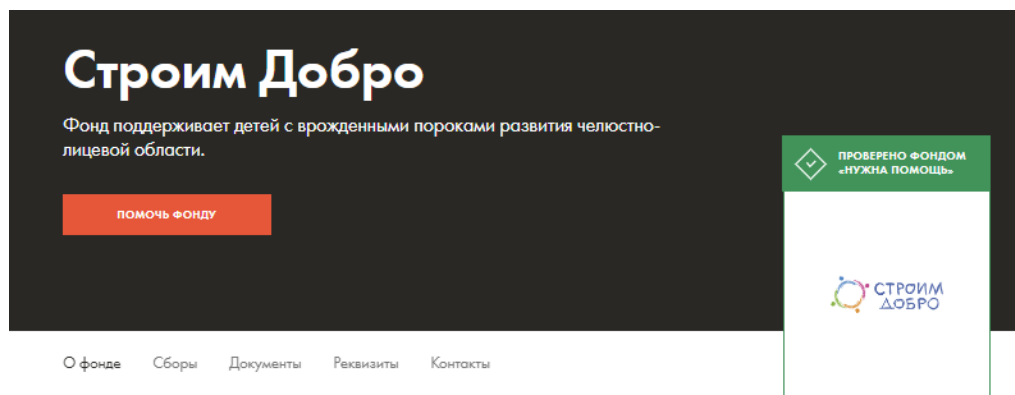 Строим Добро
Фонд поддерживает детей с врожденными пороками развития челюстно-
лицевой области.
ПОМОЧЬ ФОНДУ
ПРОВЕРЕНО ФОНДОМ
«НУЖНА ПОМОЩЬ»
СТРОИМ
ДОБРО
О фонде Сборы Документы Реквизиты Контакты